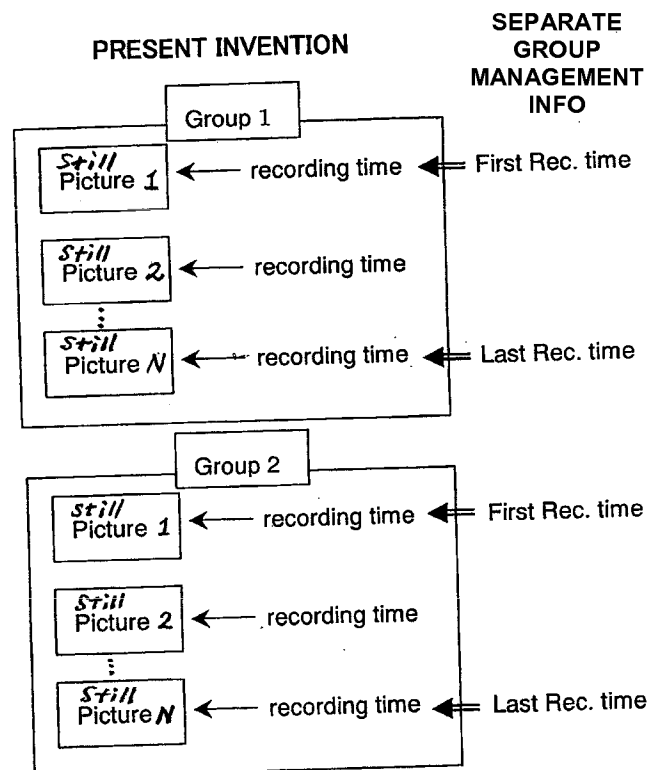 PRESENT INVENTION
SEPARATE
GROUP
MANAGEMENT
INFO
Group 1
Still
Picture 1 recording time First Rec. time
Still
Picture 2 recording time
Still
Picture N recording time Last Rec. time
Group 2
Still
Picture 1 recording time First Rec. time
Still
Picture 2 recording time
Still
Picture N recording time Last Rec. time